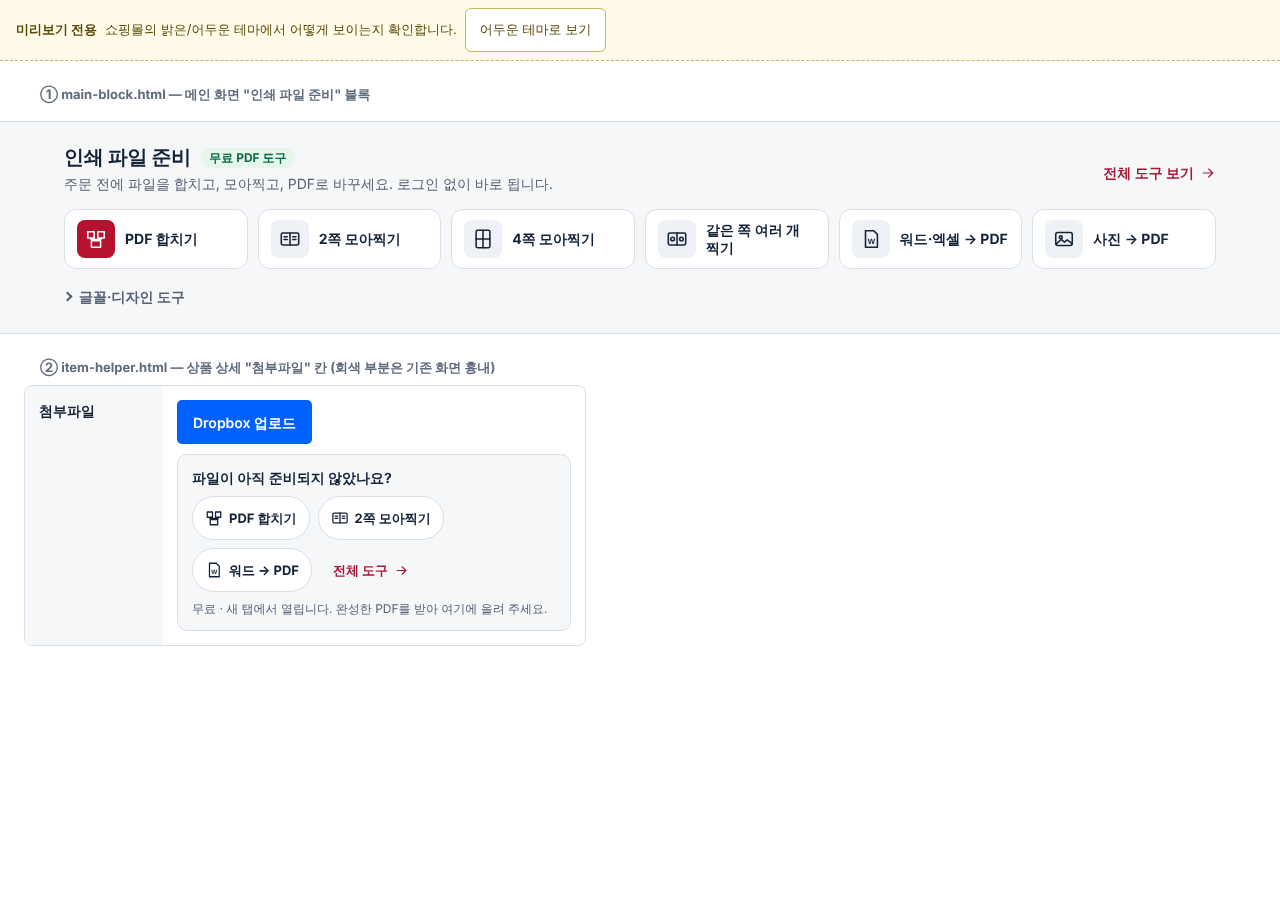 미리보기 전용 쇼핑몰의 밝은/어두운 테마에서 어떻게 보이는지 확인합니다. 어두운 테마로 보기
① main-block.html — 메인 화면 "인쇄 파일 준비" 블록
인쇄 파일 준비 무료 PDF 도구
주문 전에 파일을 합치고, 모아찍고, PDF로 바꾸세요. 로그인 없이 바로 됩니다.
전체 도구 보기 →
PDF 합치기
2쪽 모아찍기
4쪽 모아찍기
같은 쪽 여러 개
찍기
W
워드·엑셀 → PDF
사진 → PDF
글꼴·디자인 도구
② item-helper.html — 상품 상세 "첨부파일" 칸 (회색 부분은 기존 화면 흉내)
첨부파일
Dropbox 업로드
파일이 아직 준비되지 않았나요?
PDF 합치기
2쪽 모아찍기
W
워드 → PDF
전체 도구 →
무료 · 새 탭에서 열립니다. 완성한 PDF를 받아 여기에 올려 주세요.